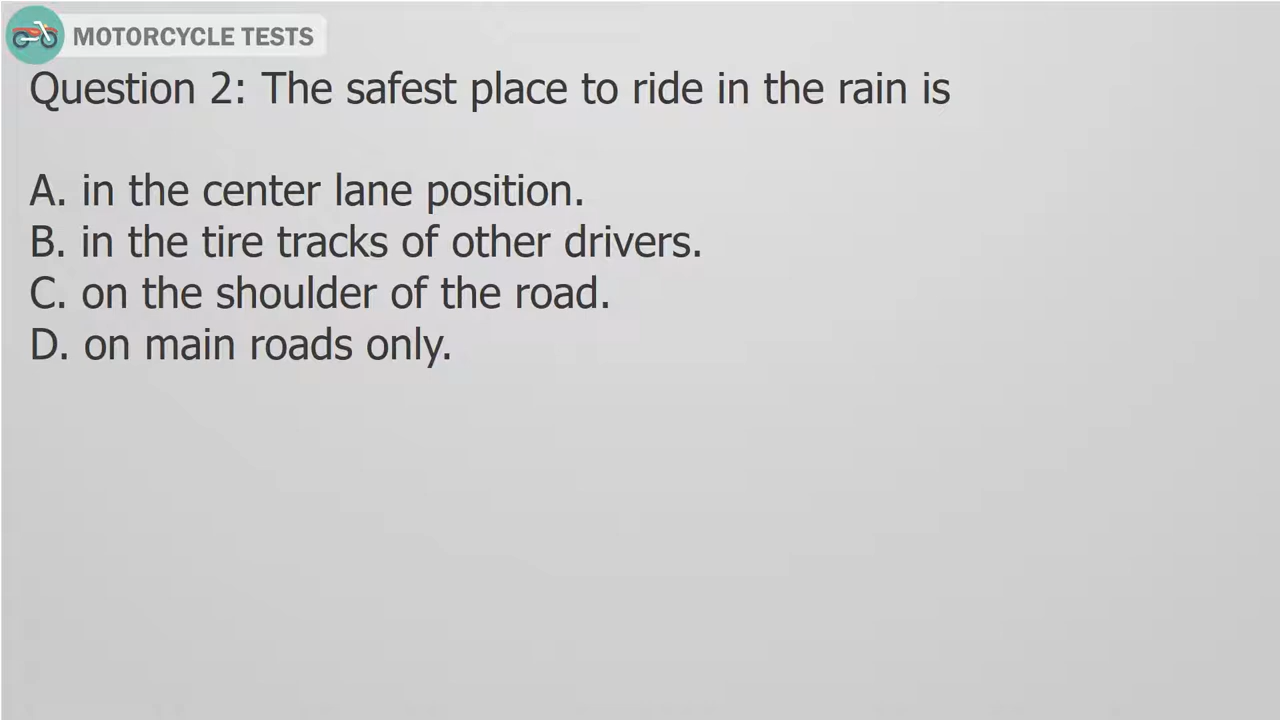 MOTORCYCLE TESTS
Question 2: The safest place to ride in the rain is
A. in the center lane position.
B. in the tire tracks of other drivers.
C. on the shoulder of the road.
D. on main roads only.